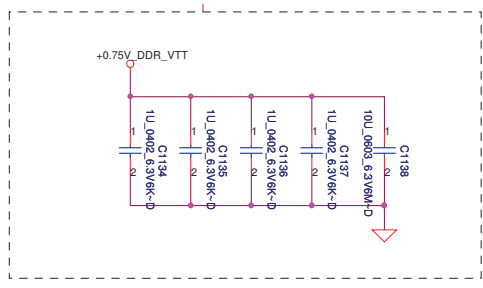 +0.75V_DDR_VTT
1
2
1U_0402_6.3V6K~D
C1134
1
2
1U_0402_6.3V6K~D
C1135
1
2
1U_0402_6.3V6K~D
C1136
1
2
1U_0402_6.3V6K~D
C1137
1
2
10U_0603_6.3V6M~D
C1138